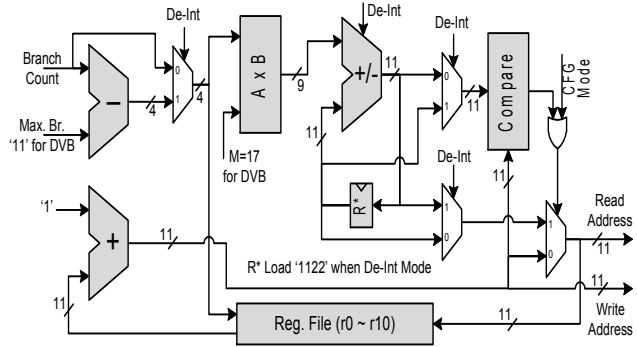 De-Int
Branch
Count
0
1
–
4
4
Max. Br.
'11' for DVB
A x B
9
M=17
for DVB
De-Int
+/-
11
11
De-Int
0
1
11
Compare
CFG
Mode
R*
De-Int
1
0
11
1
0
Read
Address
11
'1'
+
11
R* Load '1122' when De-Int Mode
11
Write
Address
11
Reg. File (r0 ~ r10)
11